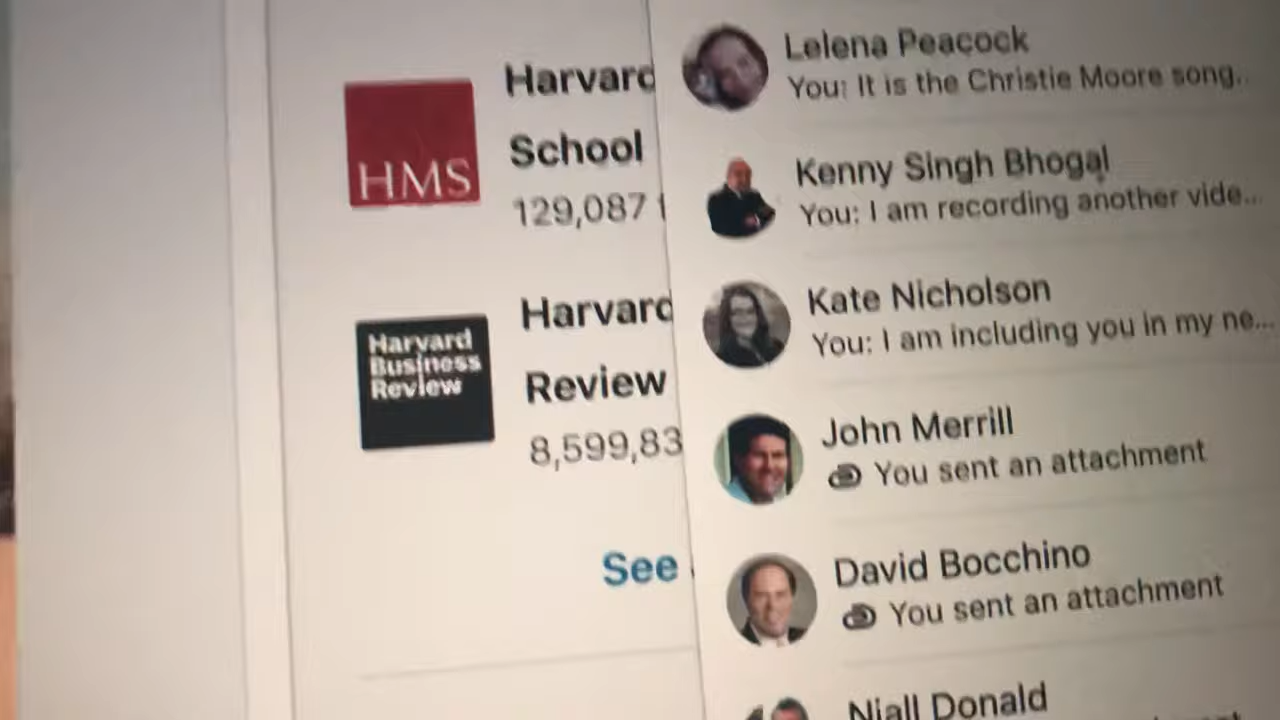 HMS
Harvard
School
129,087
Harvard
Business
Review
Harvard
Review
8,599,83
See
Lelena Peacock
You: It is the Christie Moore song...
Kenny Singh Bhogal
You: I am recording another vide...
Kate Nicholson
You: I am including you in my ne...
John Merrill
You sent an attachment
David Bocchino
You sent an attachment
Niall Donald